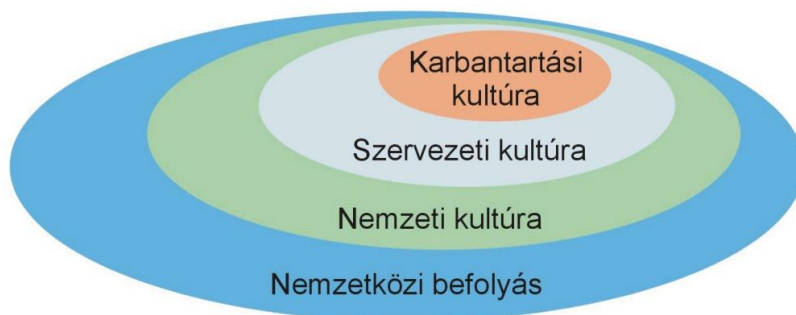 Karbantartási
kultúra
Szervezeti kultúra
Nemzeti kultúra
Nemzetközi befolyás